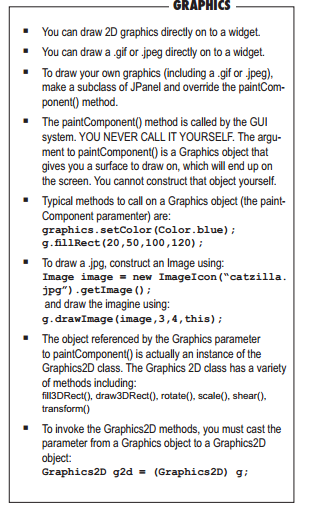 GRAPHICS
▪ You can draw 2D graphics directly on to a widget.
▪ You can draw a .gif or .jpeg directly on to a widget.
▪ To draw your own graphics (including a .gif or .jpeg),
make a subclass of JPanel and override the paintCom-
ponent() method.
▪ The paintComponent() method is called by the GUI
system. YOU NEVER CALL IT YOURSELF. The argu-
ment to paintComponent() is a Graphics object that
gives you a surface to draw on, which will end up on
the screen. You cannot construct that object yourself.
▪ Typical methods to call on a Graphics object (the paint-
Component paramenter) are:
graphics.setColor(Color.blue);
g.fillRect(20,50,100,120);
▪ To draw a .jpg, construct an Image using:
Image image = new ImageIcon("catzilla.
jpg").getImage();
and draw the imagine using:
g.drawImage(image,3,4,this);
▪ The object referenced by the Graphics parameter
to paintComponent() is actually an instance of the
Graphics2D class. The Graphics 2D class has a variety
of methods including:
fill3DRect(), draw3DRect(), rotate(), scale(), shear(),
transform()
▪ To invoke the Graphics2D methods, you must cast the
parameter from a Graphics object to a Graphics2D
object:
Graphics2D g2d = (Graphics2D) g;